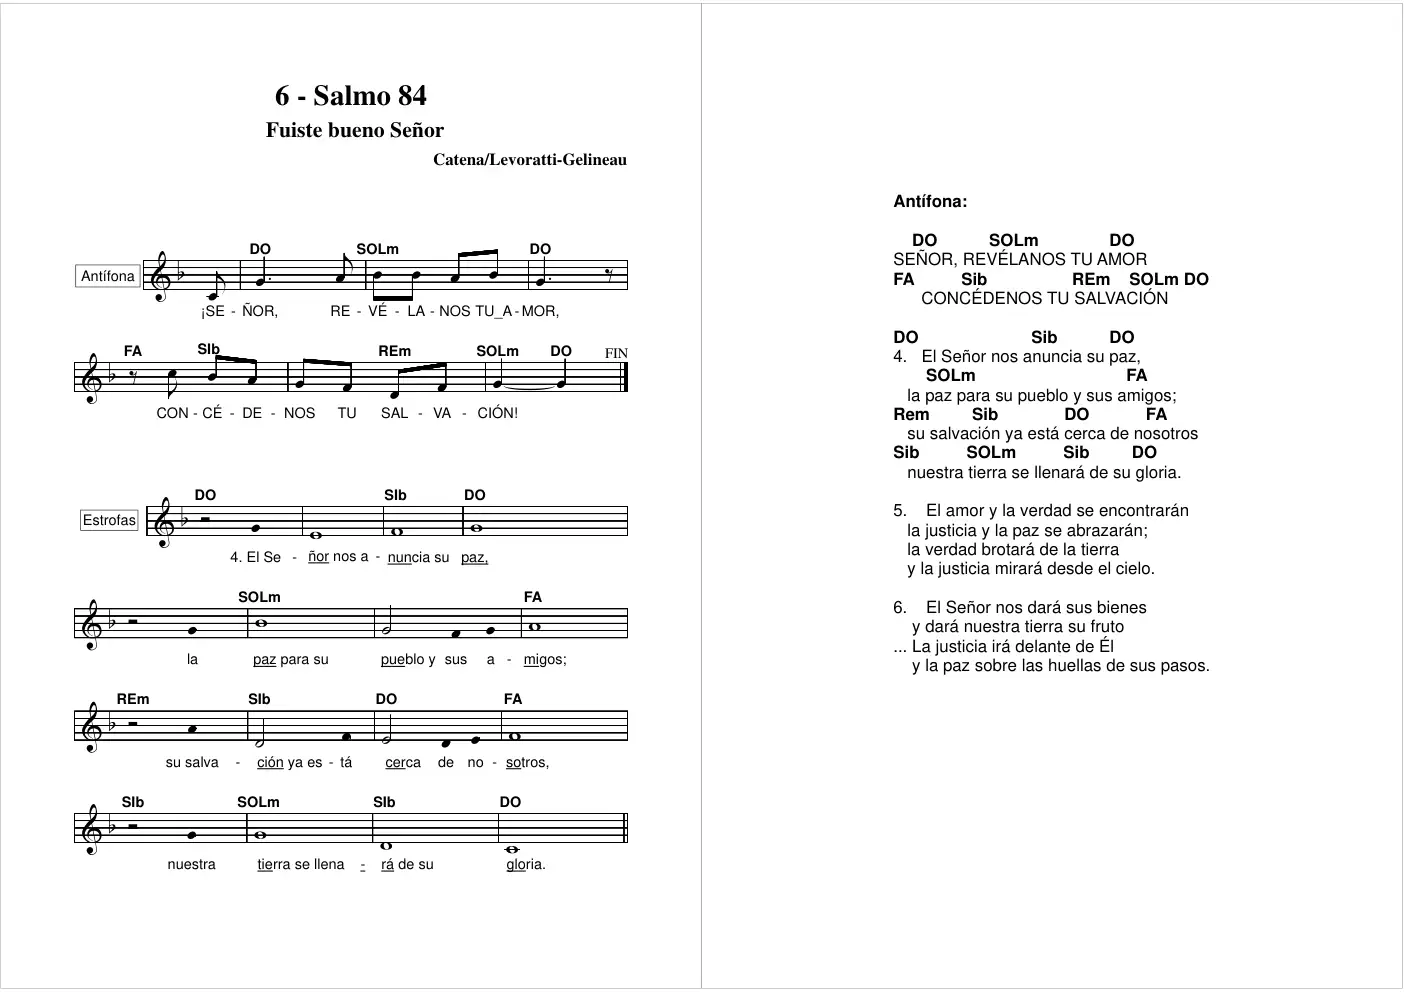 6 - Salmo 84
Fuiste bueno Señor
Catena/Levoratti-Gelineau
DO SOLm DO
Antífona
¡SE - ÑOR, RE - VÉ - LA - NOS TU_A - MOR,
FA SIb REm SOLm DO FIN
CON - CÉ - DE - NOS TU SAL - VA - CIÓN!
DO SIb DO
Estrofas
4. El Se - ñor nos a - nuncia su paz,
SOLm FA
la paz para su pueblo y sus a - migos;
REm SIb DO FA
su salva - ción ya es - tá cerca de no - sotros,
SIb SOLm SIb DO
nuestra tierra se llena - rá de su gloria.
Antífona:
DO SOLm DO
SEÑOR, REVÉLANOS TU AMOR
FA Sib REm SOLm DO
CONCÉDENOS TU SALVACIÓN
DO Sib DO
4. El Señor nos anuncia su paz,
SOLm FA
la paz para su pueblo y sus amigos;
Rem Sib DO FA
su salvación ya está cerca de nosotros
Sib SOLm Sib DO
nuestra tierra se llenará de su gloria.
5. El amor y la verdad se encontrarán
la justicia y la paz se abrazarán;
la verdad brotará de la tierra
y la justicia mirará desde el cielo.
6. El Señor nos dará sus bienes
y dará nuestra tierra su fruto
... La justicia irá delante de Él
y la paz sobre las huellas de sus pasos.